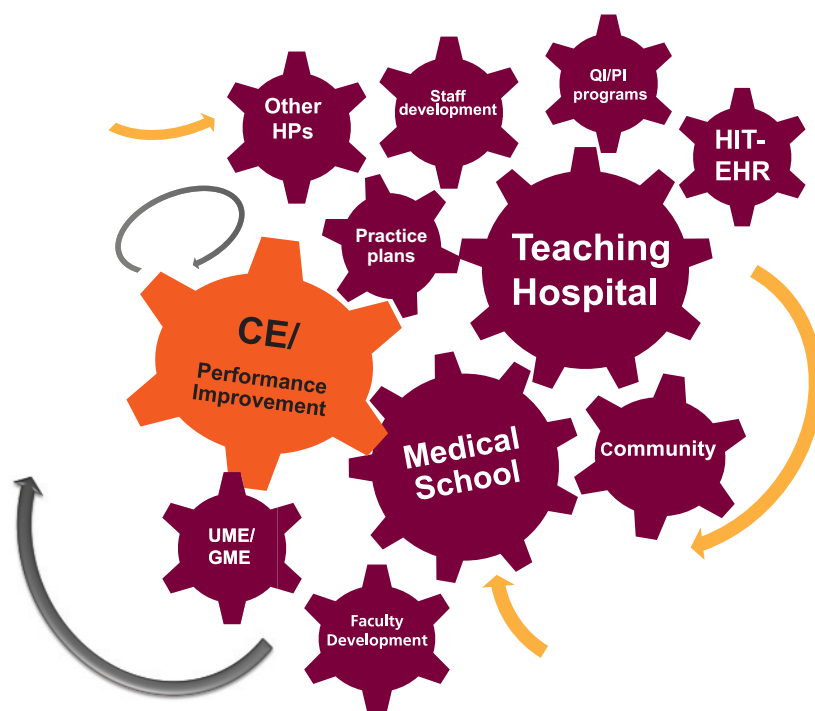 Other
HPs
Staff
development
QI/PI
programs
HIT-
EHR
Practice
plans
Teaching
Hospital
CE/
Performance
Improvement
Medical
School
Community
UME/
GME
Faculty
Development